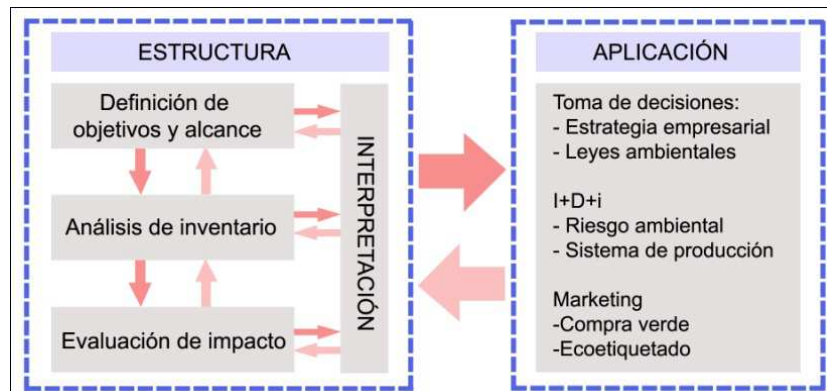 ESTRUCTURA
Definición de
objetivos y alcance
Análisis de inventario
Evaluación de impacto
INTERPRETACIÓN
APLICACIÓN
Toma de decisiones:
- Estrategia empresarial
- Leyes ambientales
I+D+i
- Riesgo ambiental
- Sistema de producción
Marketing
-Compra verde
- Ecoetiquetado